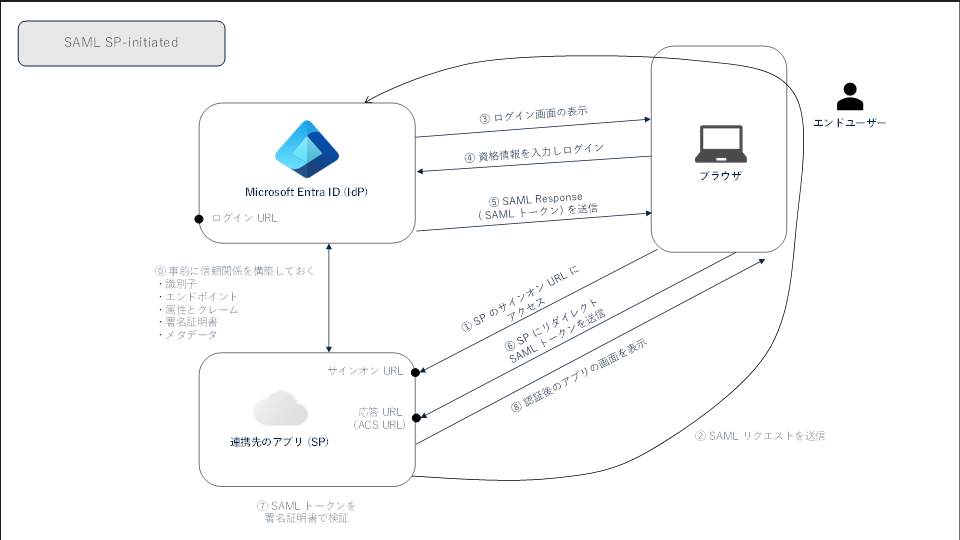 SAML SP-initiated
エンドユーザー
③ ログイン画面の表示
④ 資格情報を入力しログイン
ブラウザ
Microsoft Entra ID (IdP)
⑤ SAML Response
( SAML トークン) を送信
ログイン URL
⓪ 事前に信頼関係を構築しておく
・識別子
・エンドポイント
・属性とクレーム
・署名証明書
・メタデータ
① SP のサインオン URL に
アクセス
⑥ SP にリダイレクト
SAML トークンを送信
⑧ 認証後のアプリの画面を表示
サインオン URL
応答 URL
(ACS URL)
連携先のアプリ (SP)
② SAML リクエストを送信
⑦ SAML トークンを
署名証明書で検証